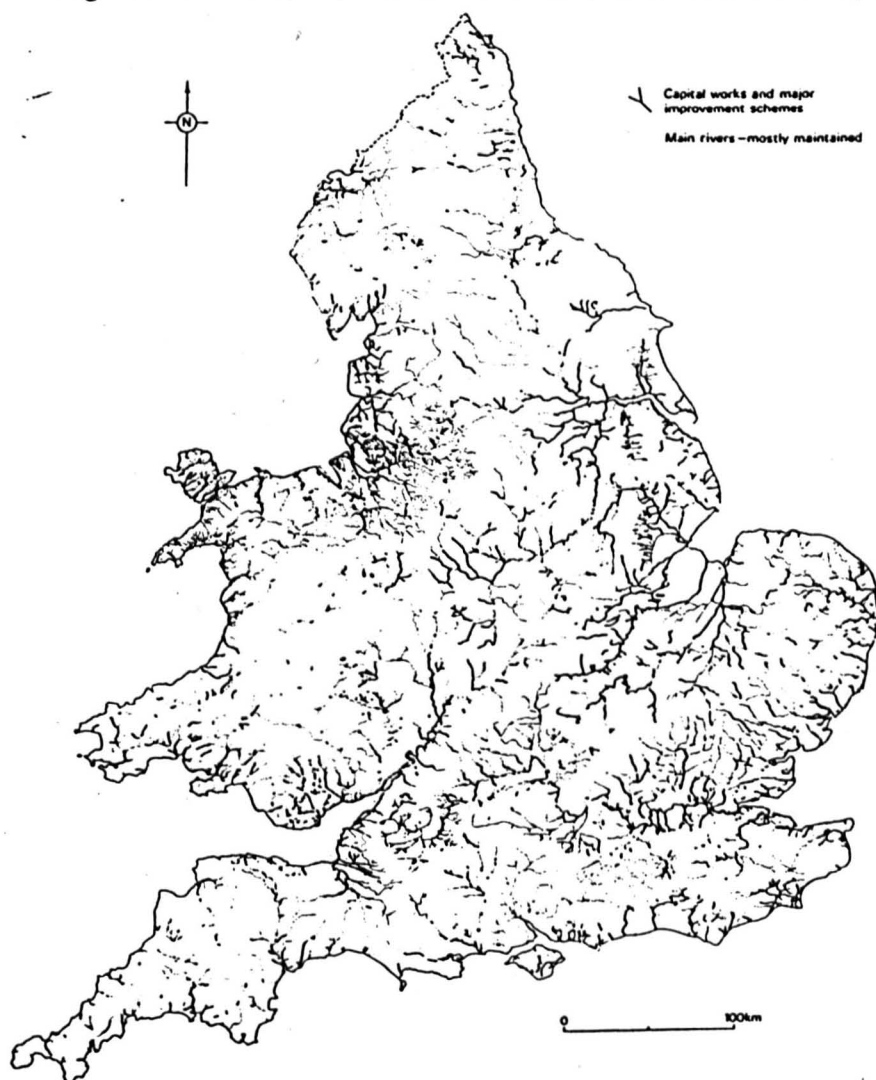 N
Capital works and major
improvement schemes
Main rivers – mostly maintained
0 100km